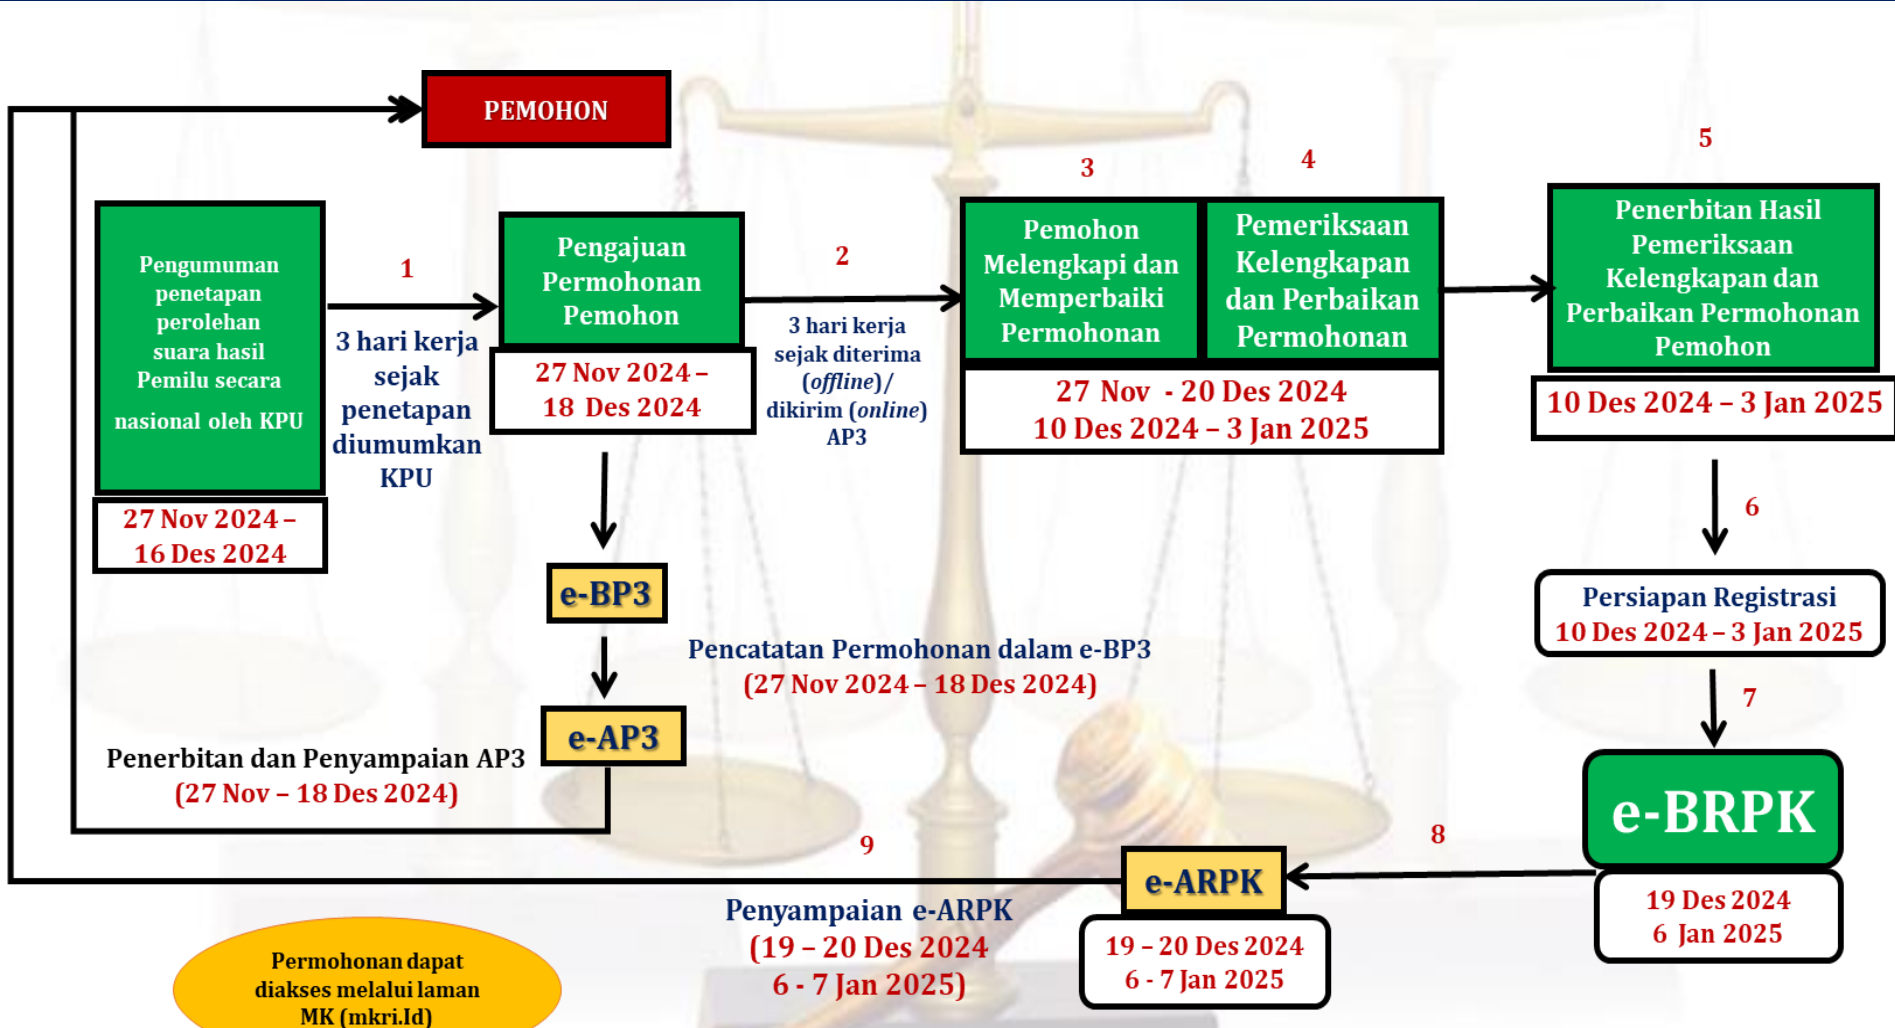 PEMOHON
Pengumuman
penetapan
perolehan
suara hasil
Pemilu secara
nasional oleh KPU
27 Nov 2024 –
16 Des 2024
1
3 hari kerja
sejak
penetapan
diumumkan
KPU
Pengajuan
Permohonan
Pemohon
27 Nov 2024 –
18 Des 2024
2
3 hari kerja
sejak diterima
(offline)/
dikirim (online)
AP3
3
Pemohon
Melengkapi dan
Memperbaiki
Permohonan
4
Pemeriksaan
Kelengkapan
dan Perbaikan
Permohonan
27 Nov - 20 Des 2024
10 Des 2024 – 3 Jan 2025
5
Penerbitan Hasil
Pemeriksaan
Kelengkapan dan
Perbaikan Permohonan
Pemohon
10 Des 2024 – 3 Jan 2025
6
Persiapan Registrasi
10 Des 2024 – 3 Jan 2025
7
e-BRPK
19 Des 2024
6 Jan 2025
8
e-ARPK
19 – 20 Des 2024
6 - 7 Jan 2025
9
Penyampaian e-ARPK
(19 – 20 Des 2024
6 - 7 Jan 2025)
e-BP3
Pencatatan Permohonan dalam e-BP3
(27 Nov 2024 – 18 Des 2024)
e-AP3
Penerbitan dan Penyampaian AP3
(27 Nov – 18 Des 2024)
Permohonan dapat
diakses melalui laman
MK (mkri.Id)